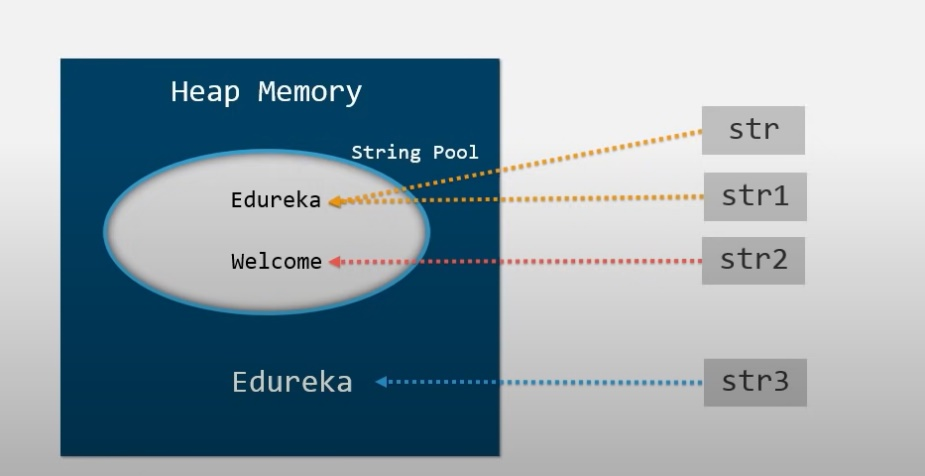 Heap Memory
String Pool
Edureka
Welcome
Edureka
str
str1
str2
str3